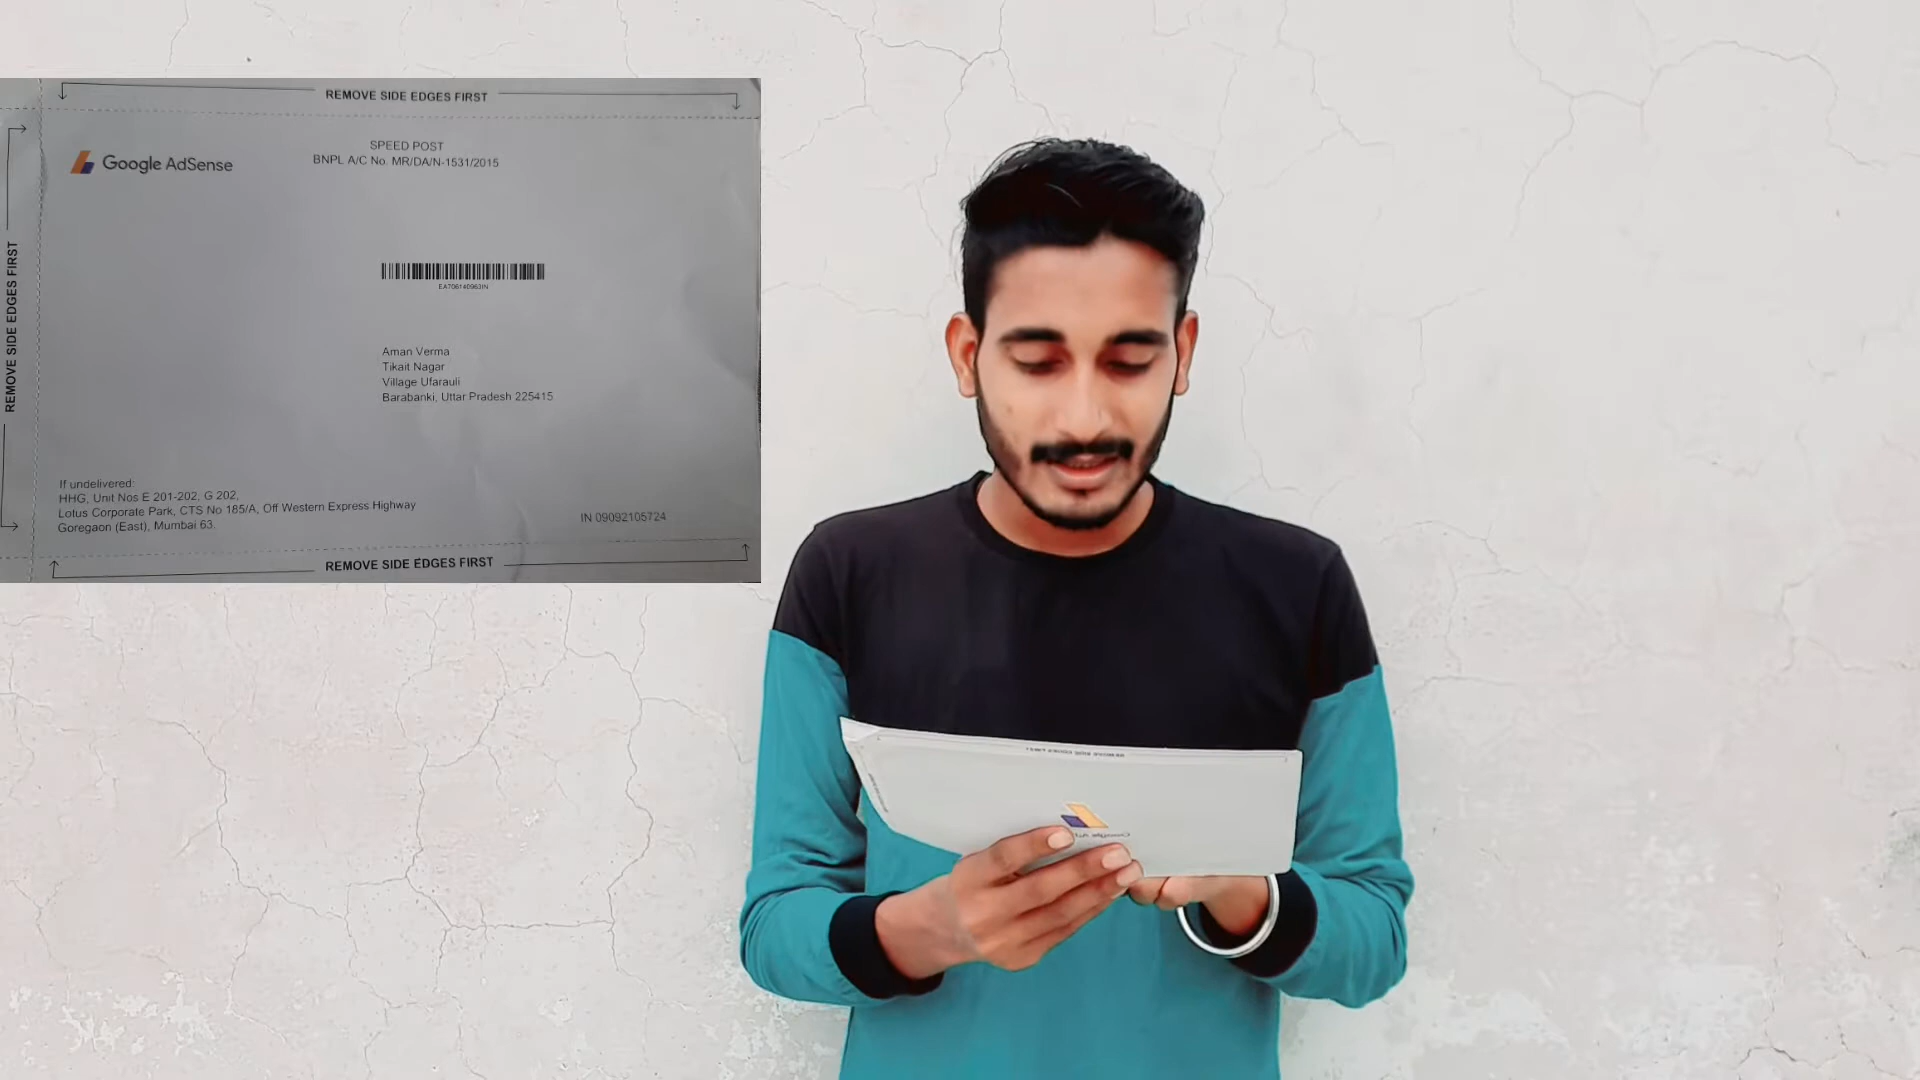 REMOVE SIDE EDGES FIRST
Google AdSense
SPEED POST
BNPL A/C No. MR/DA/N-1531/2015
REMOVE SIDE EDGES FIRST
EA706140963IN
Aman Verma
Tikait Nagar
Village Ufarauli
Barabanki, Uttar Pradesh 225415
If undelivered:
HHG, Unit Nos E 201-202, G 202,
Lotus Corporate Park, CTS No 185/A, Off Western Express Highway
Goregaon (East), Mumbai 63.
IN 09092105724
REMOVE SIDE EDGES FIRST